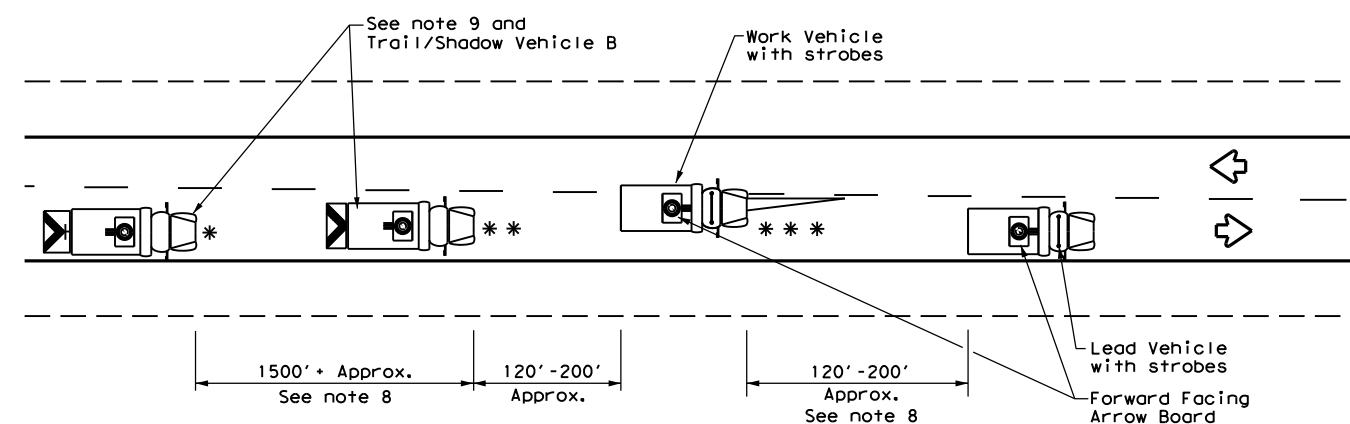 See note 9 and
Trail/Shadow Vehicle B
Work Vehicle
with strobes
* 
* *
* * *
1500'+ Approx.
See note 8
120'-200'
Approx.
120'-200'
Approx.
See note 8
Lead Vehicle
with strobes
Forward Facing
Arrow Board